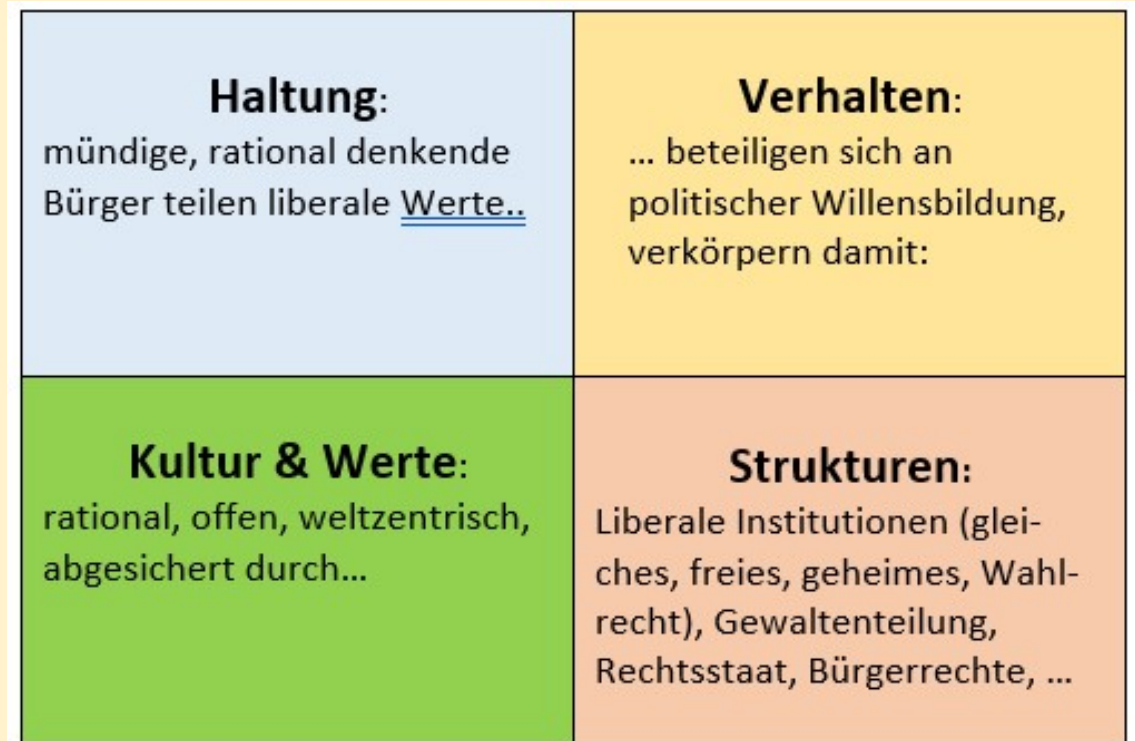 Haltung:
mündige, rational denkende
Bürger teilen liberale Werte..
Verhalten:
... beteiligen sich an
politischer Willensbildung,
verkörpern damit:
Kultur & Werte:
rational, offen, weltzentrisch,
abgesichert durch...
Strukturen:
Liberale Institutionen (glei-
ches, freies, geheimes, Wahl-
recht), Gewaltenteilung,
Rechtsstaat, Bürgerrechte, ...